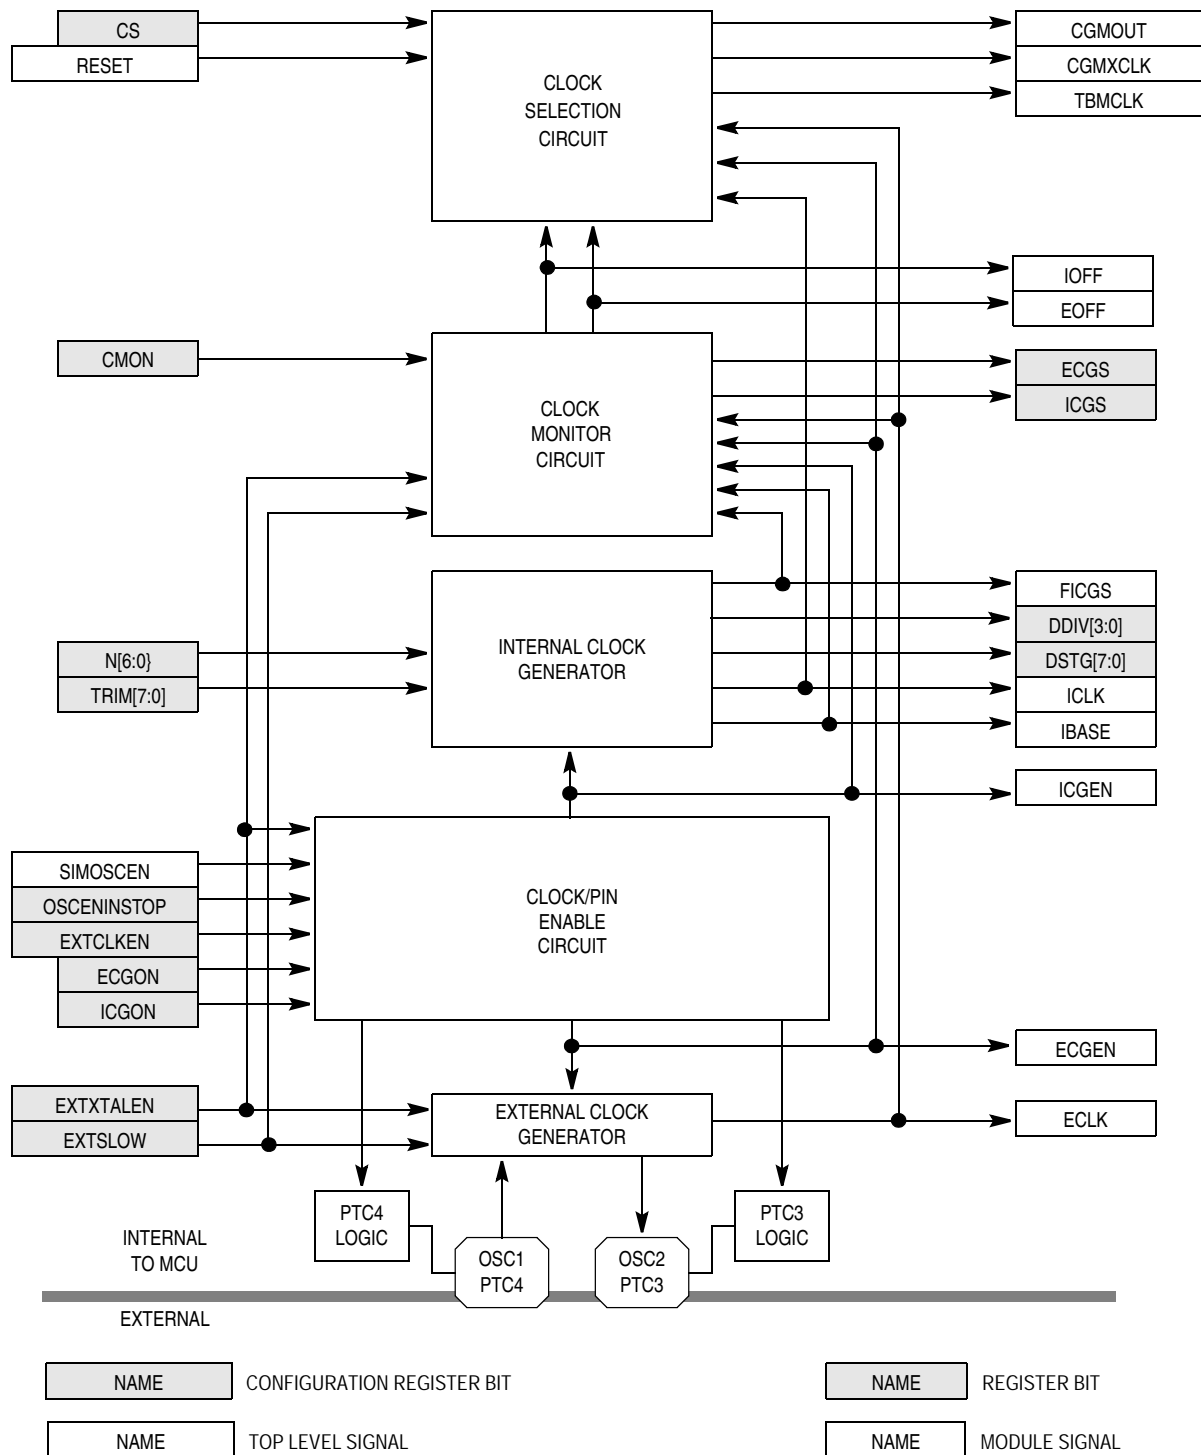 CS
RESET
CLOCK
SELECTION
CIRCUIT
CGMOUT
CGMXCLK
TBMCLK
IOFF
EOFF
CMON
CLOCK
MONITOR
CIRCUIT
ECGS
ICGS
N[6:0}
TRIM[7:0]
INTERNAL CLOCK
GENERATOR
FICGS
DDIV[3:0]
DSTG[7:0]
ICLK
IBASE
ICGEN
SIMOSCEN
OSCENINSTOP
EXTCLKEN
ECGON
ICGON
CLOCK/PIN
ENABLE
CIRCUIT
ECGEN
EXTXTALEN
EXTSLOW
EXTERNAL CLOCK
GENERATOR
ECLK
PTC4
LOGIC
PTC3
LOGIC
INTERNAL
TO MCU
OSC1
PTC4
OSC2
PTC3
EXTERNAL
NAME CONFIGURATION REGISTER BIT
NAME REGISTER BIT
NAME TOP LEVEL SIGNAL
NAME MODULE SIGNAL